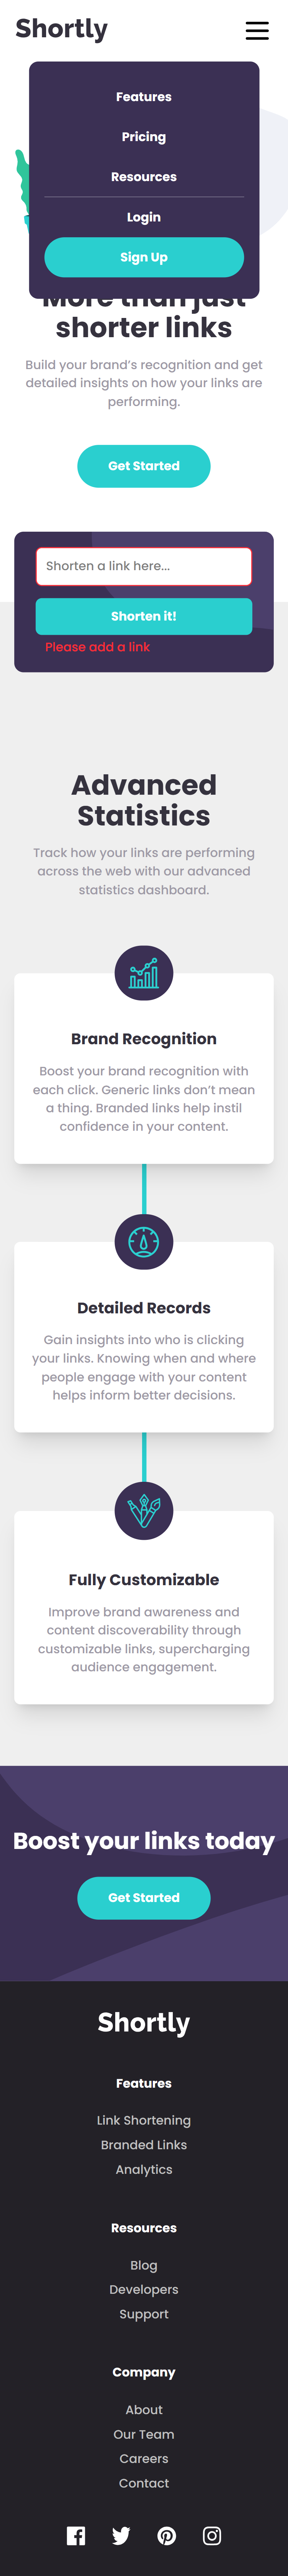 Shortly
Features
Pricing
Resources
Login
Sign Up
More than just
shorter links
Build your brand’s recognition and get
detailed insights on how your links are
performing.
Get Started
Shorten a link here...
Shorten it!
Please add a link
Advanced
Statistics
Track how your links are performing
across the web with our advanced
statistics dashboard.
Brand Recognition
Boost your brand recognition with
each click. Generic links don’t mean
a thing. Branded links help instil
confidence in your content.
Detailed Records
Gain insights into who is clicking
your links. Knowing when and where
people engage with your content
helps inform better decisions.
Fully Customizable
Improve brand awareness and
content discoverability through
customizable links, supercharging
audience engagement.
Boost your links today
Get Started
Shortly
Features
Link Shortening
Branded Links
Analytics
Resources
Blog
Developers
Support
Company
About
Our Team
Careers
Contact